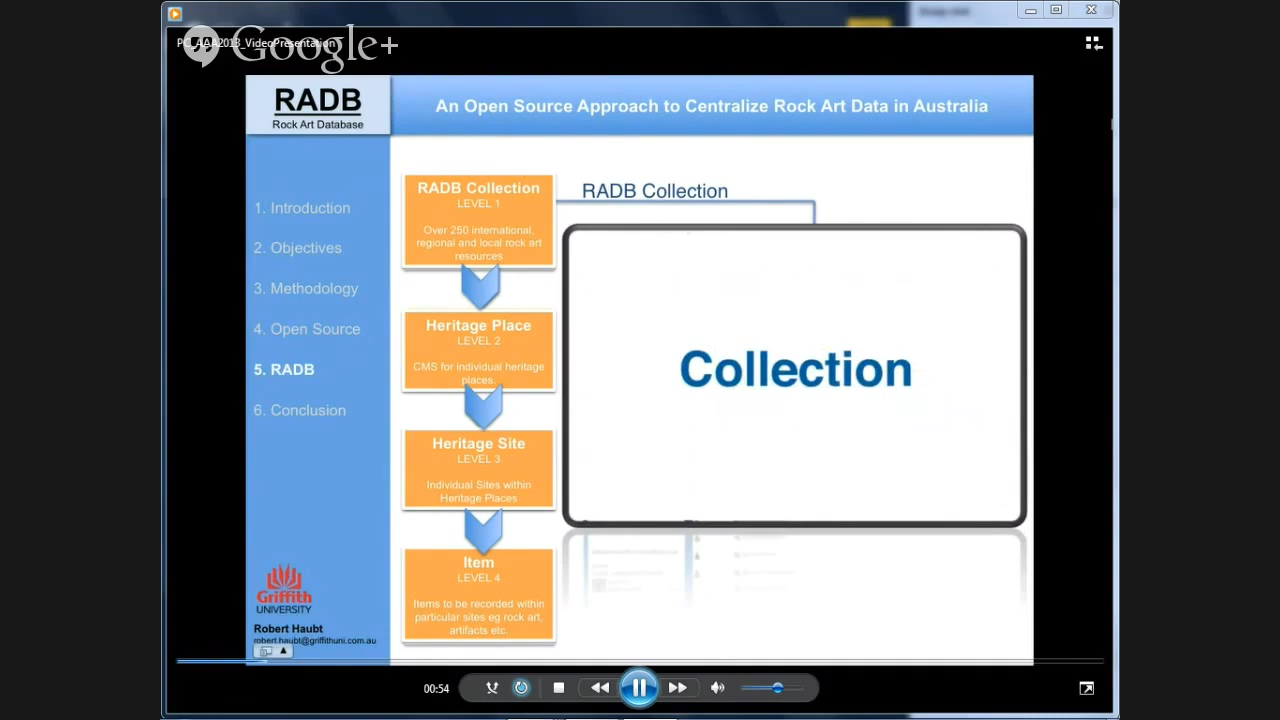 PC_AAA2013_VideoPresentation
Google+
RADB
Rock Art Database
An Open Source Approach to Centralize Rock Art Data in Australia
1. Introduction
2. Objectives
3. Methodology
4. Open Source
5. RADB
6. Conclusion
Griffith
UNIVERSITY
Robert Haubt
robert.haubt@griffithuni.com.au
RADB Collection
LEVEL 1
Over 250 international,
regional and local rock art
resources
Heritage Place
LEVEL 2
CMS for individual heritage
places.
Heritage Site
LEVEL 3
Individual Sites within
Heritage Places
Item
LEVEL 4
Items to be recorded within
particular sites eg rock art,
artifacts etc.
RADB Collection
Collection
00:54